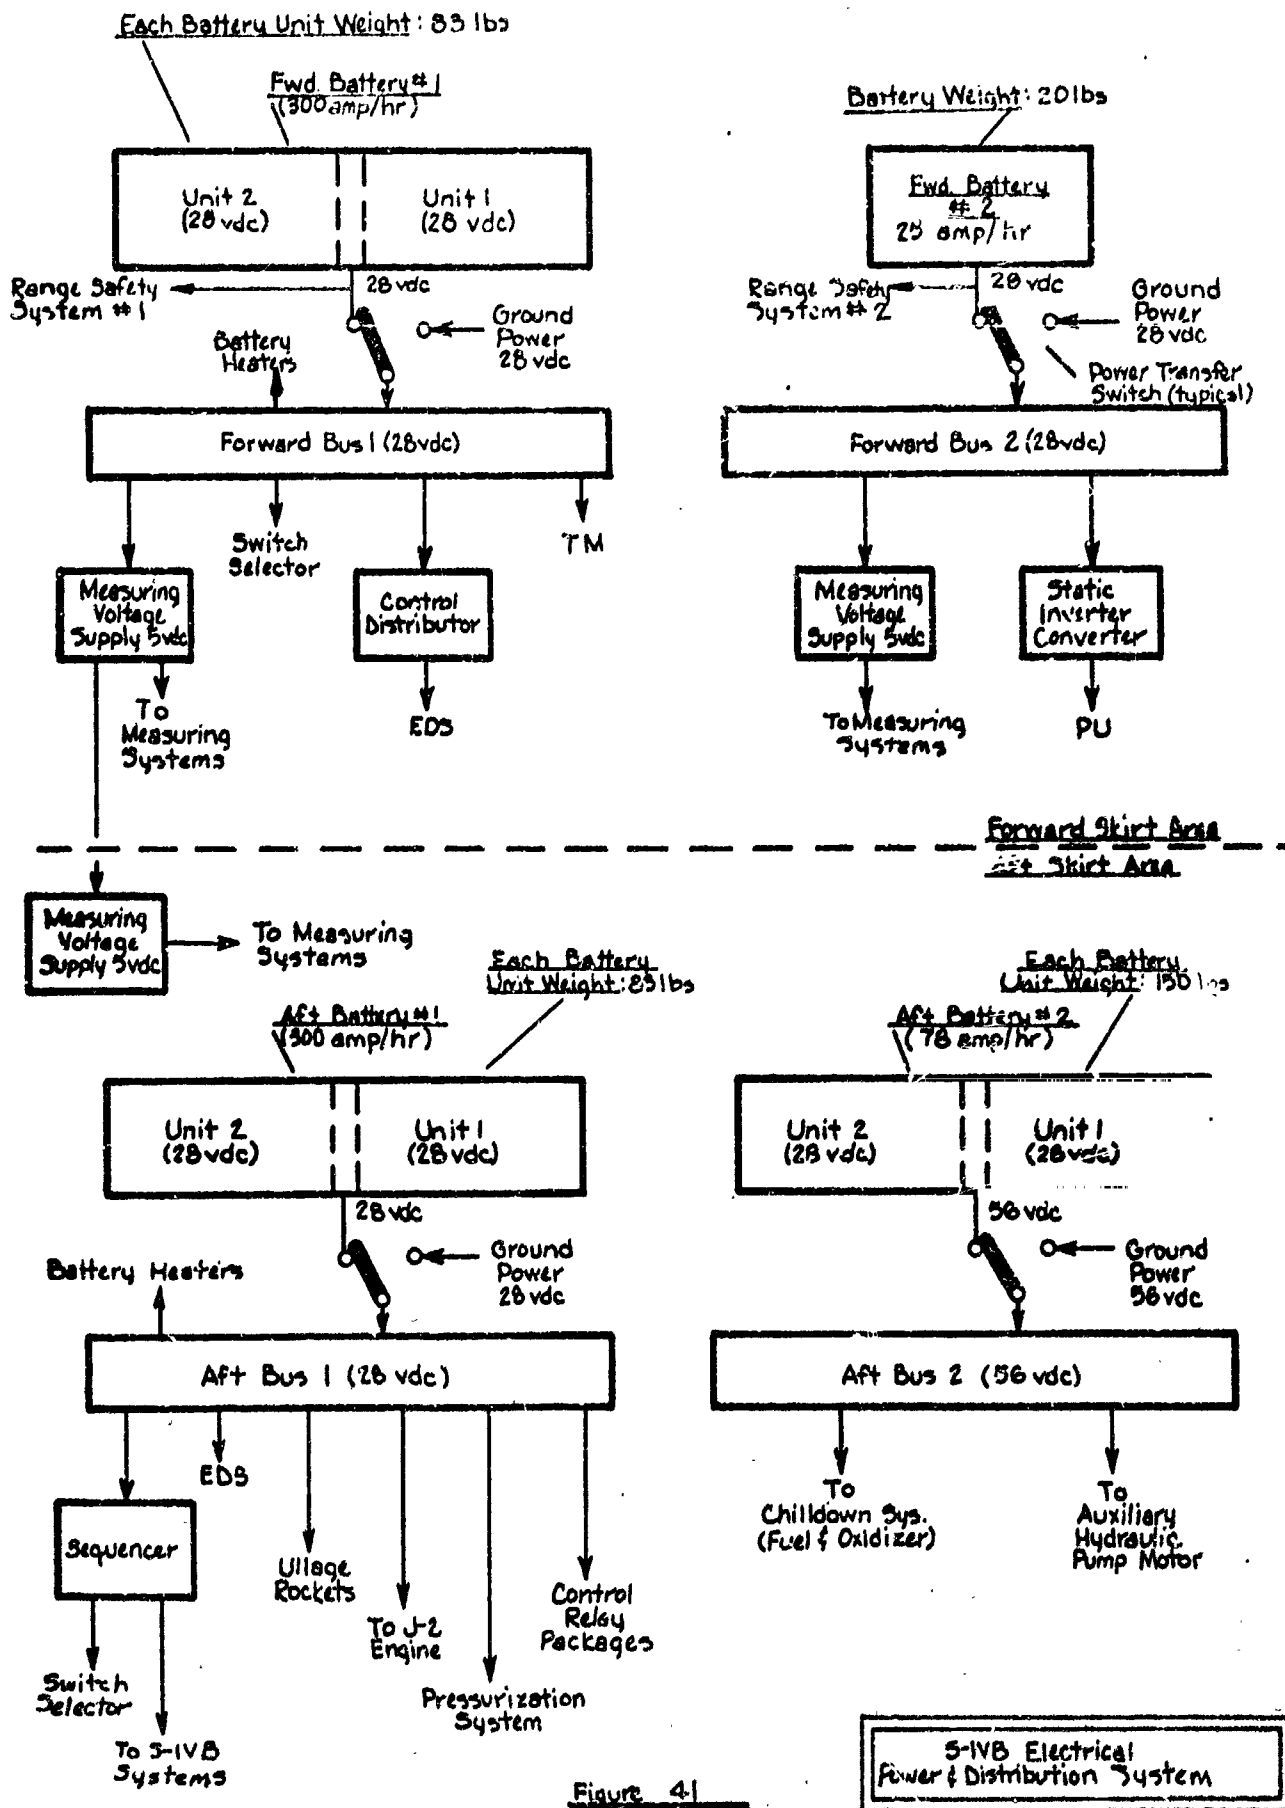 Each Battery Unit Weight: 83 lbs
Fwd. Battery #1
(300 amp/hr)
Unit 2
(28 vdc)
Unit 1
(28 vdc)
28 vdc
Range Safety
System #1
Ground
Power
28 vdc
Battery
Heaters
Forward Bus 1 (28vdc)
Switch
Selector
TM
Measuring
Voltage
Supply 5vdc
Control
Distributor
To
Measuring
Systems
EDS
Battery Weight: 20lbs
Fwd. Battery
# 2
25 amp/hr
28 vdc
Range Safety
System #2
Ground
Power
28 vdc
Power Transfer
Switch (typical)
Forward Bus 2 (28vdc)
Measuring
Voltage
Supply 5vdc
Static
Inverter
Converter
To Measuring
Systems
PU
Forward Skirt Area
Aft Skirt Area
Measuring
Voltage
Supply 5vdc
To Measuring
Systems
Each Battery
Unit Weight: 83lbs
Aft Battery #1
(300 amp/hr)
Unit 2
(28 vdc)
Unit 1
(28 vdc)
28 vdc
Ground
Power
28 vdc
Battery Heaters
Aft Bus 1 (28 vdc)
EDS
Sequencer
Ullage
Rockets
To J-2
Engine
Control
Relay
Packages
Switch
Selector
Pressurization
System
To S-IVB
Systems
Each Battery
Unit Weight: 150 lbs
Aft Battery #2
(78 amp/hr)
Unit 2
(28 vdc)
Unit 1
(28 vdc)
56 vdc
Ground
Power
56 vdc
Aft Bus 2 (56 vdc)
To
Chilldown Sys.
(Fuel & Oxidizer)
To
Auxiliary
Hydraulic
Pump Motor
Figure 41
S-IVB Electrical
Power & Distribution System